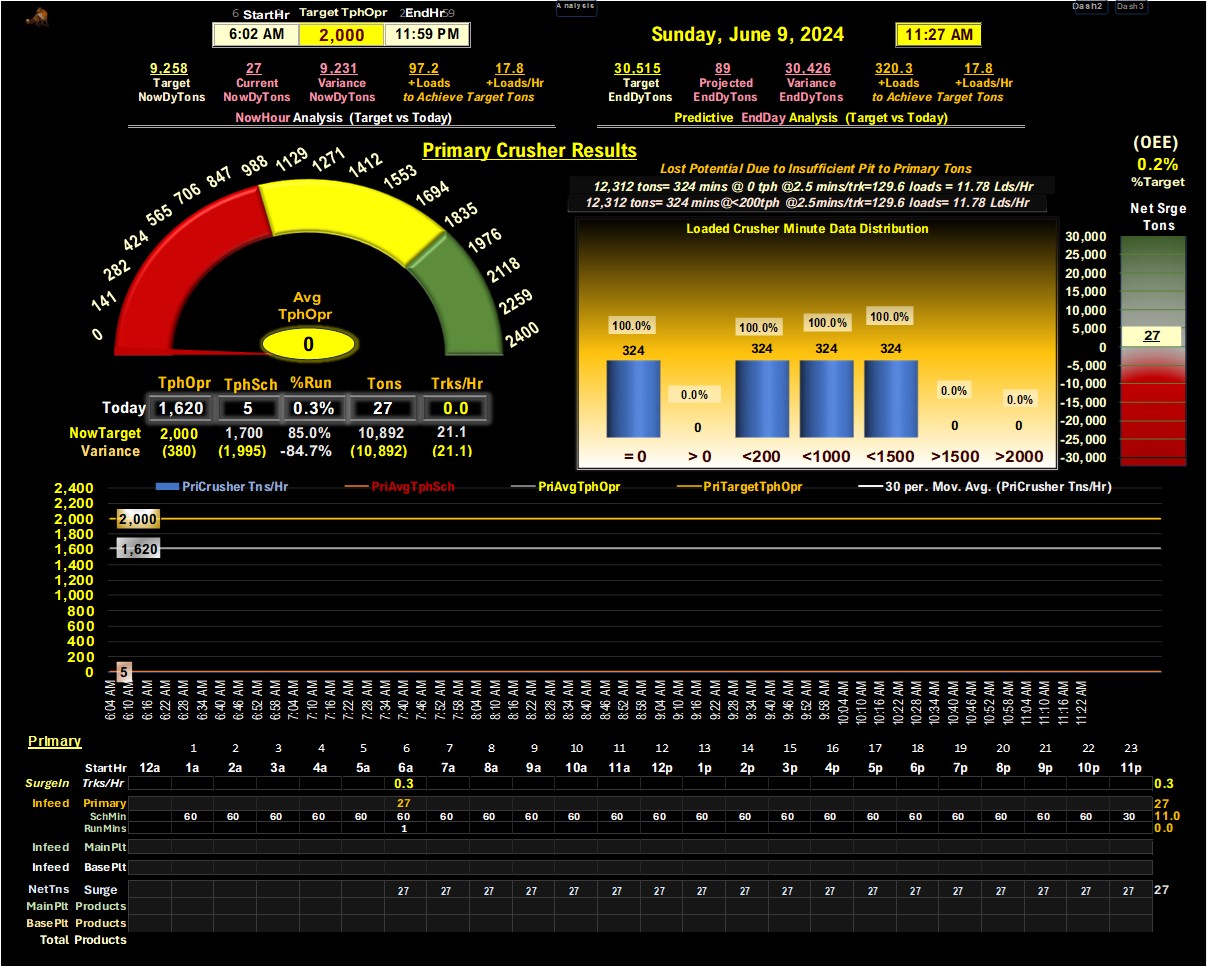 Analysis
Dash2 Dash3
6 StartHr Target TphOpr 2 EndHr 59
6:02 AM 2,000 11:59 PM
Sunday, June 9, 2024 11:27 AM
9,258 27 9,231 97.2 17.8
Target Current Variance +Loads +Loads/Hr
NowDyTons NowDyTons NowDyTons to Achieve Target Tons
NowHour Analysis (Target vs Today)
30,515 89 30,426 320.3 17.8
Target Projected Variance +Loads +Loads/Hr
EndDyTons EndDyTons EndDyTons to Achieve Target Tons
Predictive EndDay Analysis (Target vs Today)
Primary Crusher Results
0 141 282 424 565 706 847 988 1129 1271 1412 1553 1694 1835 1976 2118 2259 2400
Avg
TphOpr
0
TphOpr TphSch %Run Tons Trks/Hr
Today 1,620 5 0.3% 27 0.0
NowTarget 2,000 1,700 85.0% 10,892 21.1
Variance (380) (1,995) -84.7% (10,892) (21.1)
Lost Potential Due to Insufficient Pit to Primary Tons
12,312 tons= 324 mins @ 0 tph @2.5 mins/trk=129.6 loads = 11.78 Lds/Hr
12,312 tons= 324 mins@<200tph @2.5mins/trk=129.6 loads= 11.78 Lds/Hr
Loaded Crusher Minute Data Distribution
100.0% 0.0% 100.0% 100.0% 100.0% 0.0% 0.0%
324 0 324 324 324 0 0
= 0 > 0 <200 <1000 <1500 >1500 >2000
(OEE)
0.2%
%Target
Net Srge
Tons
30,000
25,000
20,000
15,000
10,000
5,000
0
-5,000
-10,000
-15,000
-20,000
-25,000
-30,000
27
PriCrusher Tns/Hr PriAvgTphSch PriAvgTphOpr PriTargetTphOpr 30 per. Mov. Avg. (PriCrusher Tns/Hr)
2,400
2,200
2,000
1,800
1,600
1,400
1,200
1,000
800
600
400
200
0
2,000
1,620
5
6:04 AM 6:10 AM 6:16 AM 6:22 AM 6:28 AM 6:34 AM 6:40 AM 6:46 AM 6:52 AM 6:58 AM 7:04 AM 7:10 AM 7:16 AM 7:22 AM 7:28 AM 7:34 AM 7:40 AM 7:46 AM 7:52 AM 7:58 AM 8:04 AM 8:10 AM 8:16 AM 8:22 AM 8:28 AM 8:34 AM 8:40 AM 8:46 AM 8:52 AM 8:58 AM 9:04 AM 9:10 AM 9:16 AM 9:22 AM 9:28 AM 9:34 AM 9:40 AM 9:46 AM 9:52 AM 9:58 AM 10:04 AM 10:10 AM 10:16 AM 10:22 AM 10:28 AM 10:34 AM 10:40 AM 10:46 AM 10:52 AM 10:58 AM 11:04 AM 11:10 AM 11:16 AM 11:22 AM
Primary
1 2 3 4 5 6 7 8 9 10 11 12 13 14 15 16 17 18 19 20 21 22 23
StartHr 12a 1a 2a 3a 4a 5a 6a 7a 8a 9a 10a 11a 12p 1p 2p 3p 4p 5p 6p 7p 8p 9p 10p 11p
SurgeIn Trks/Hr 0.3 0.3
Infeed Primary 27 27
SchMin 60 60 60 60 60 60 60 60 60 60 60 60 60 60 60 60 60 60 60 60 60 60 30 11.0
RunMins 1 0.0
Infeed MainPlt
Infeed BasePlt
NetTns Surge 27 27 27 27 27 27 27 27 27 27 27 27 27 27 27 27 27 27 27
MainPlt Products
BasePlt Products
Total Products